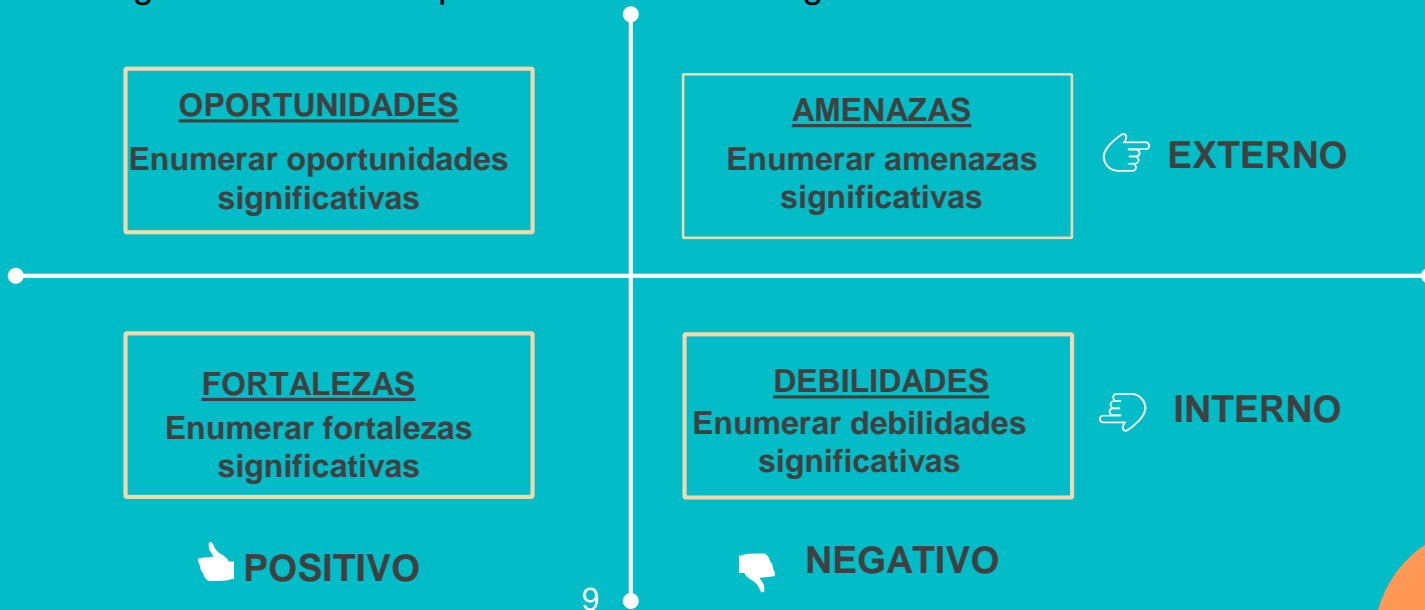 OPORTUNIDADES
Enumerar oportunidades
significativas
AMENAZAS
Enumerar amenazas
significativas
EXTERNO
FORTALEZAS
Enumerar fortalezas
significativas
DEBILIDADES
Enumerar debilidades
significativas
INTERNO
POSITIVO
NEGATIVO
9